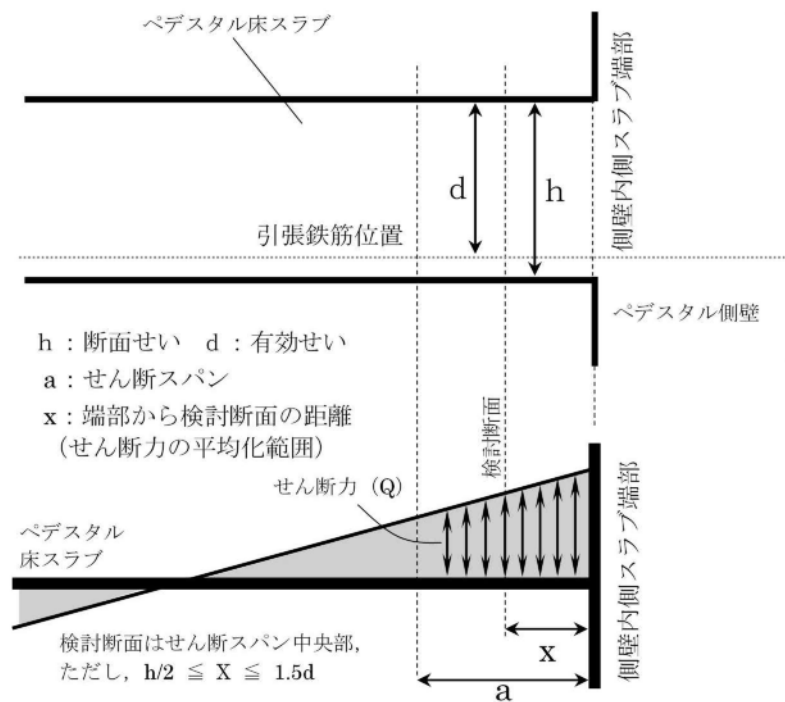 ペデスタル床スラブ
側壁内側スラブ端部
d
h
引張鉄筋位置
ペデスタル側壁
h：断面せい　d：有効せい
a：せん断スパン
x：端部から検討断面の距離
（せん断力の平均化範囲）
検討断面
せん断力（Q）
ペデスタル
床スラブ
側壁内側スラブ端部
検討断面はせん断スパン中央部，
ただし，h/2 ≦ X ≦ 1.5d
x
a